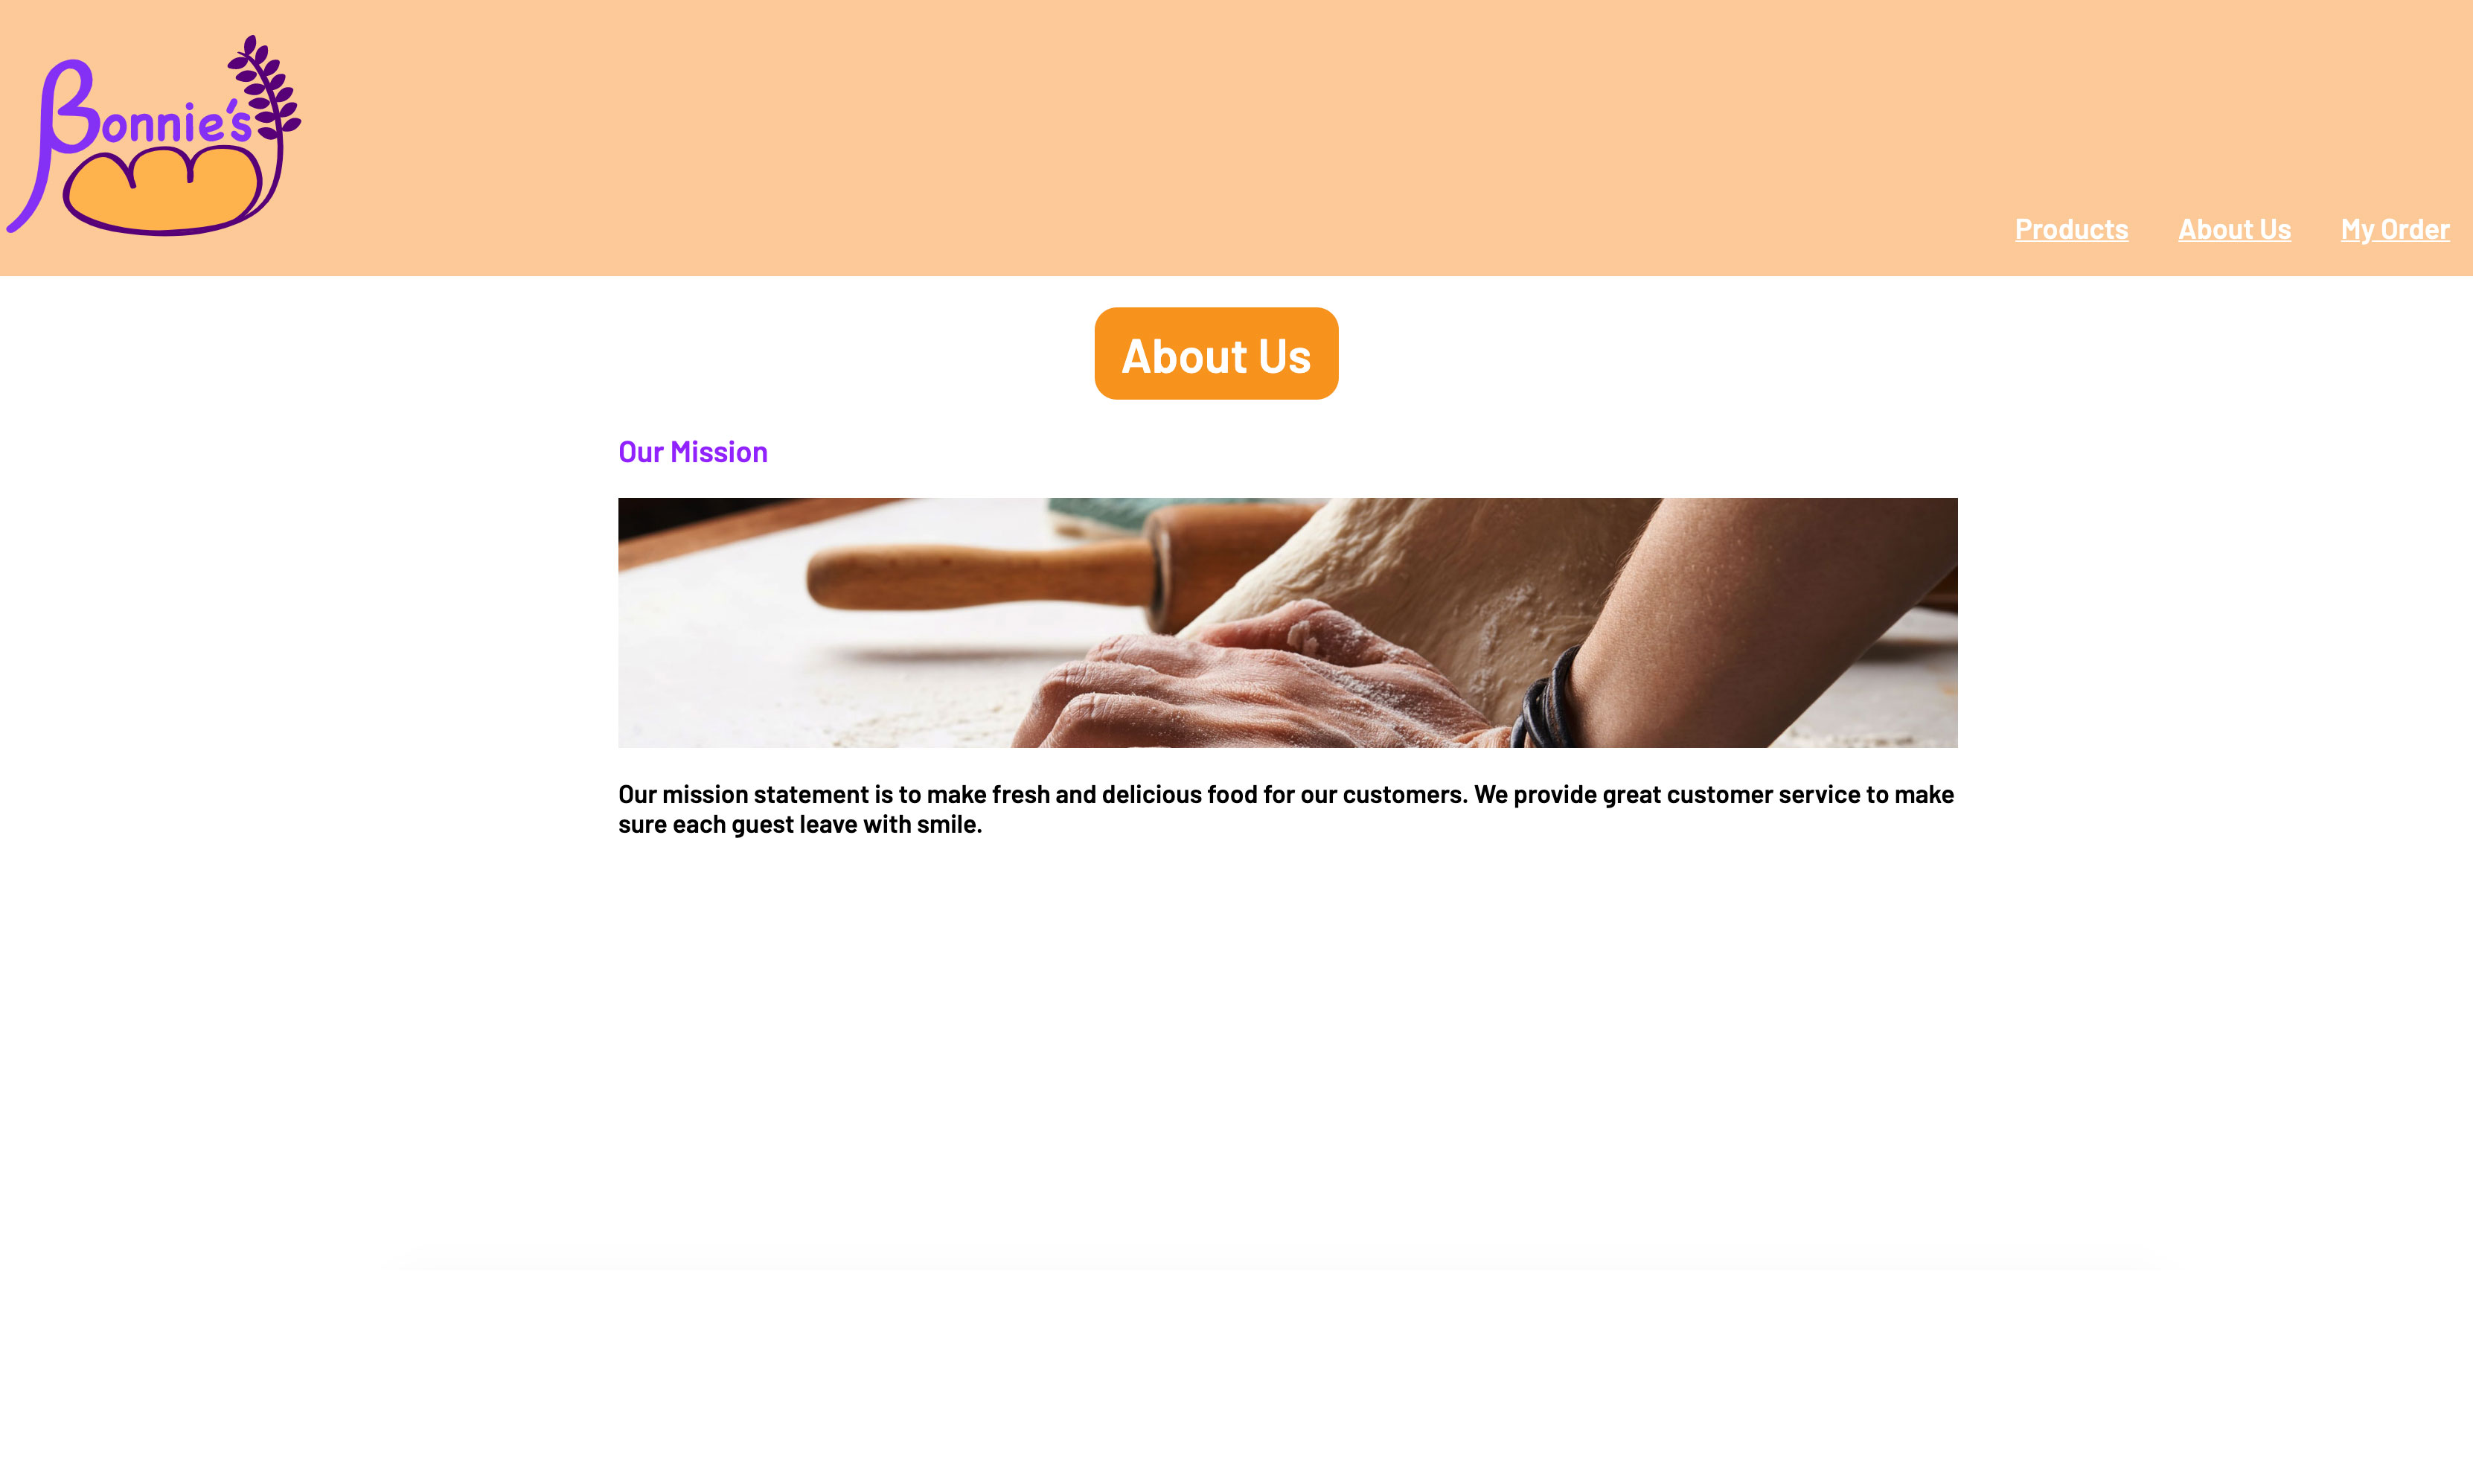 Bonnie's
Products About Us My Order
About Us
Our Mission
Our mission statement is to make fresh and delicious food for our customers. We provide great customer service to make
sure each guest leave with smile.